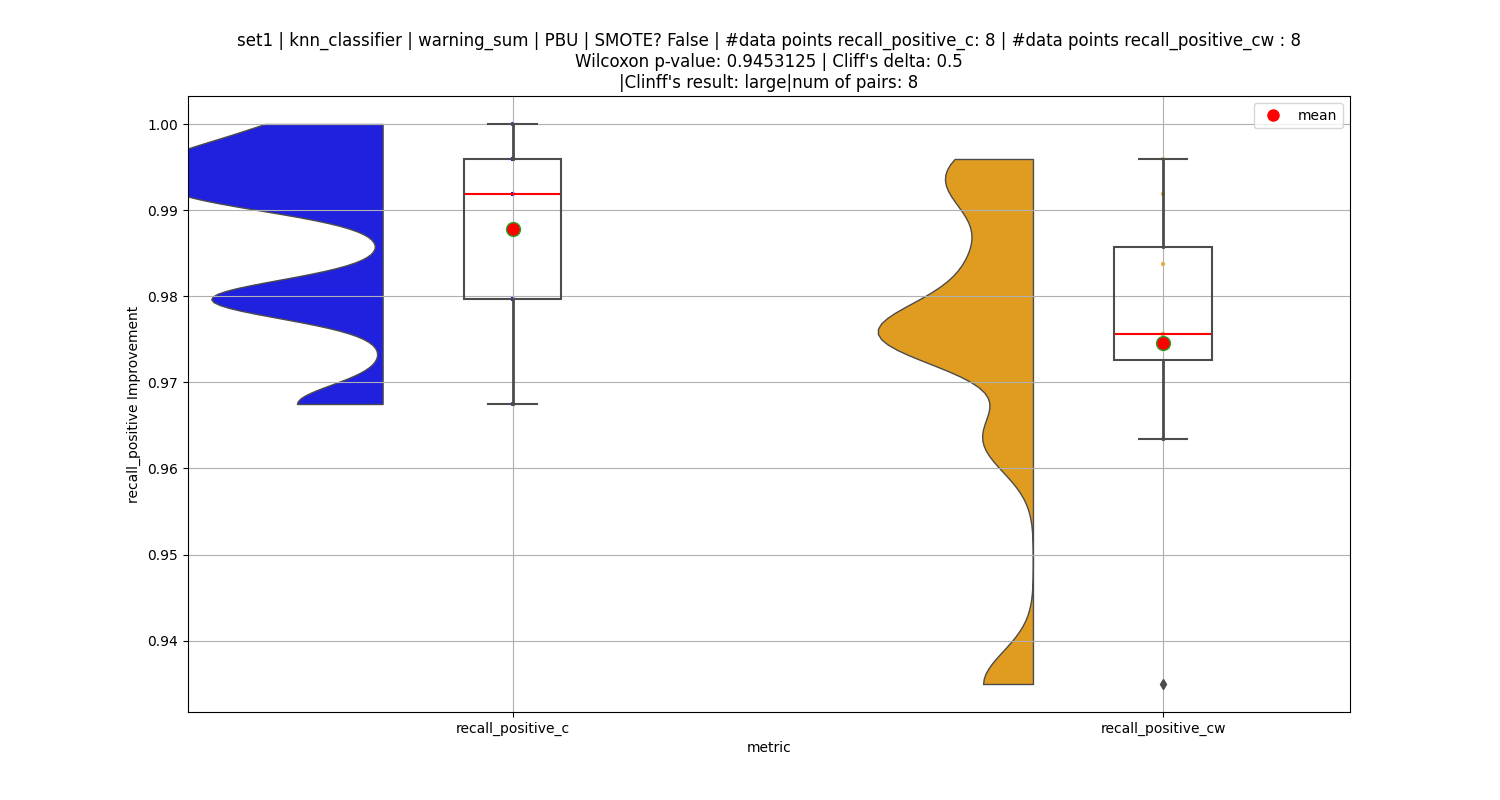 set1 | knn_classifier | warning_sum | PBU | SMOTE? False | #data points recall_positive_c: 8 | #data points recall_positive_cw : 8
Wilcoxon p-value: 0.9453125 | Cliff's delta: 0.5
|Clinff's result: large|num of pairs: 8
mean
1.00
0.99
0.98
0.97
0.96
0.95
0.94
recall_positive Improvement
recall_positive_c
recall_positive_cw
metric